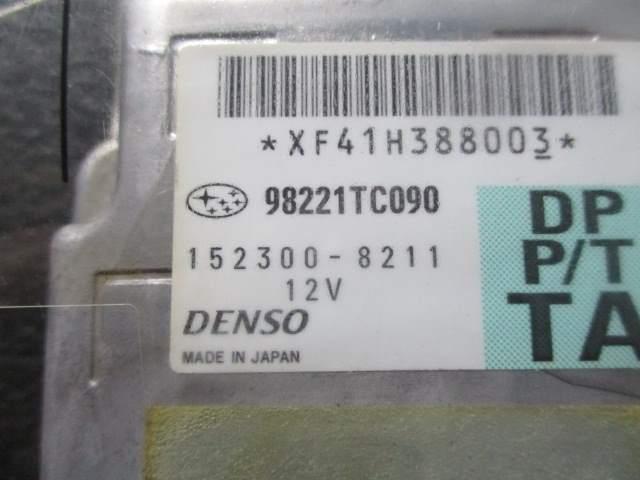 *XF41H388003*
98221TC090
152300-8211
12V
DENSO
MADE IN JAPAN
DP
P/T
TA